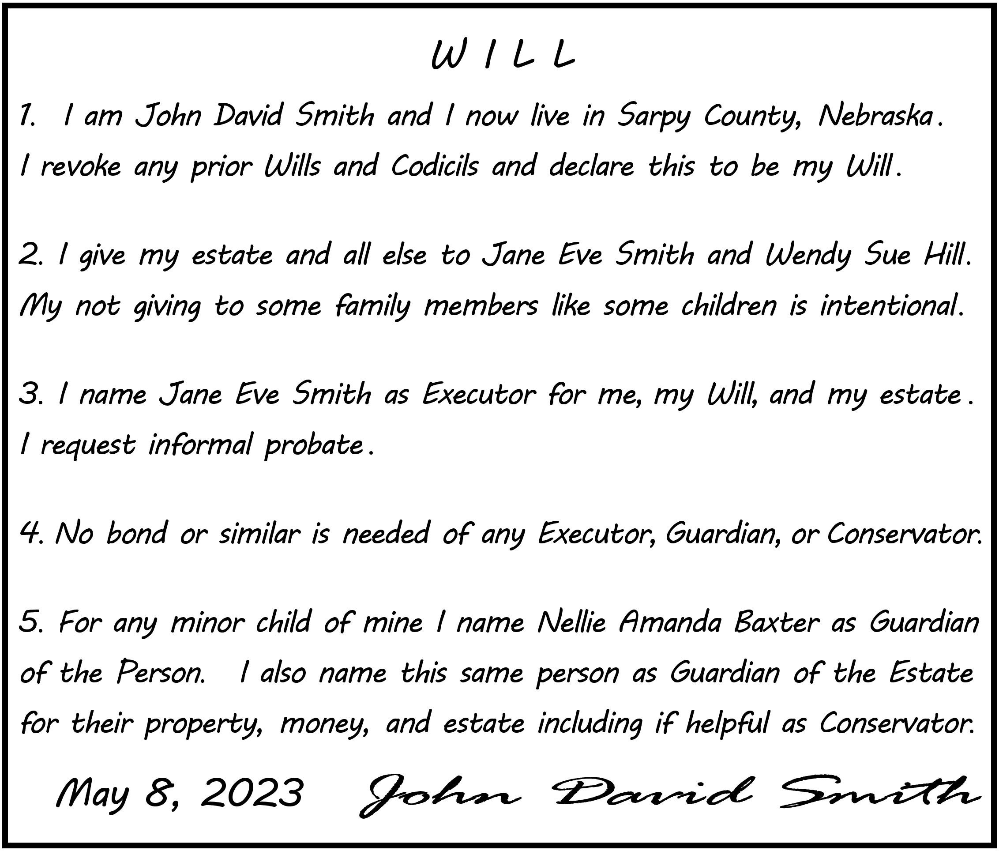 WILL
1. I am John David Smith and I now live in Sarpy County, Nebraska.
I revoke any prior Wills and Codicils and declare this to be my Will.
2. I give my estate and all else to Jane Eve Smith and Wendy Sue Hill.
My not giving to some family members like some children is intentional.
3. I name Jane Eve Smith as Executor for me, my Will, and my estate.
I request informal probate.
4. No bond or similar is needed of any Executor, Guardian, or Conservator.
5. For any minor child of mine I name Nellie Amanda Baxter as Guardian
of the Person. I also name this same person as Guardian of the Estate
for their property, money, and estate including if helpful as Conservator.
May 8, 2023 John David Smith